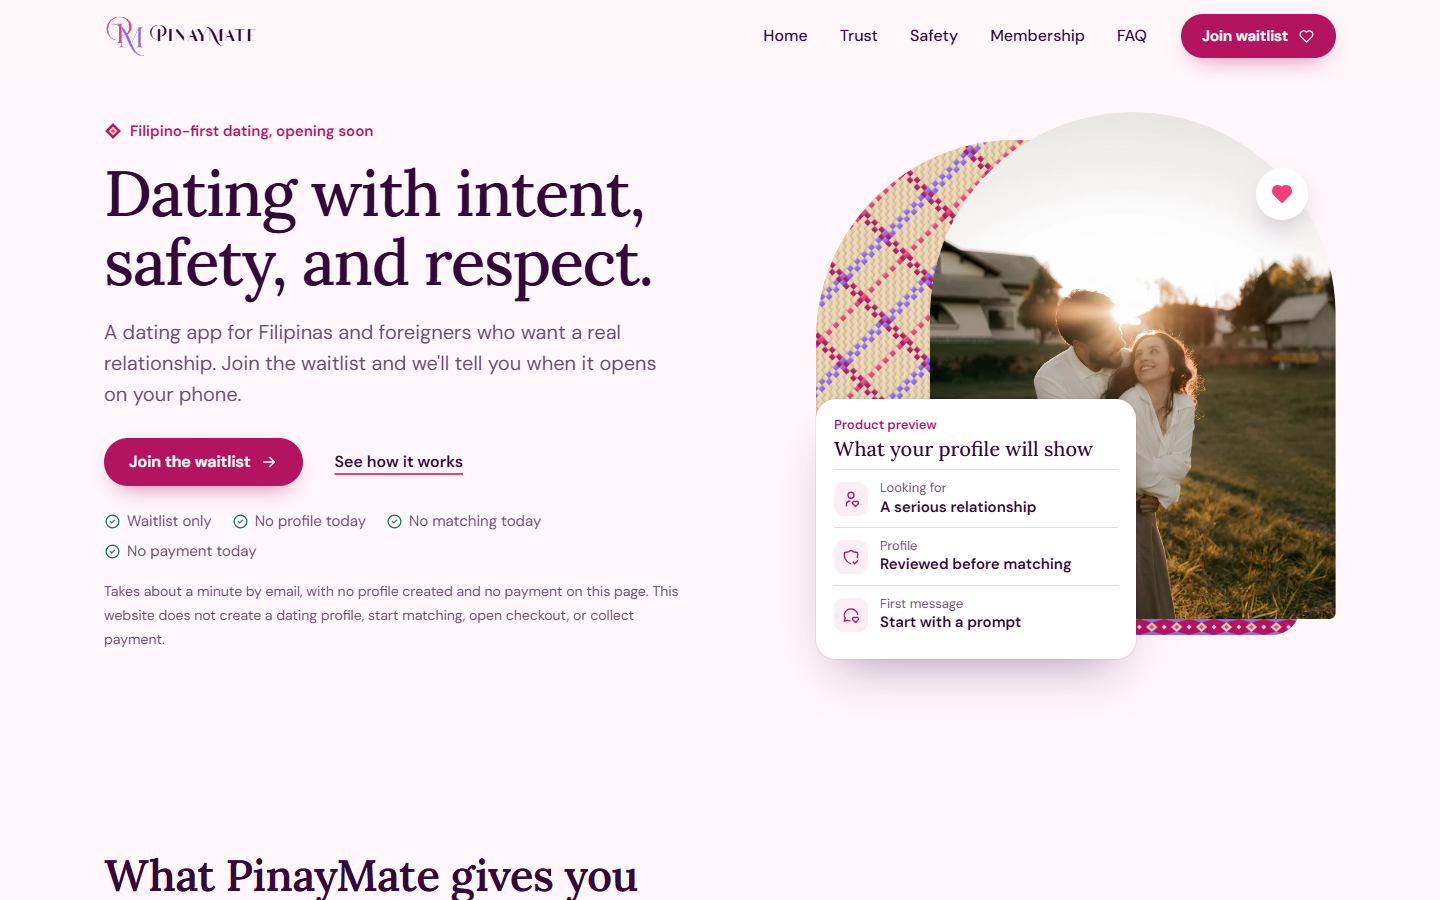 PM PINAYMATE
Home Trust Safety Membership FAQ Join waitlist
Filipino-first dating, opening soon
Dating with intent,
safety, and respect.
A dating app for Filipinas and foreigners who want a real
relationship. Join the waitlist and we'll tell you when it opens
on your phone.
Join the waitlist See how it works
Waitlist only No profile today No matching today
No payment today
Takes about a minute by email, with no profile created and no payment on this page. This
website does not create a dating profile, start matching, open checkout, or collect
payment.
Product preview
What your profile will show
Looking for
A serious relationship
Profile
Reviewed before matching
First message
Start with a prompt
What PinayMate gives you